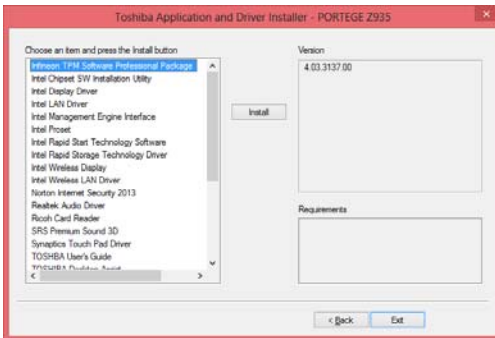 Toshiba Application and Driver Installer - PORTEGE Z935
Choose an item and press the Install button
Infineon TPM Software Professional Package
Intel Chipset SW Installation Utility
Intel Display Driver
Intel LAN Driver
Intel Management Engine Interface
Intel Proset
Intel Rapid Start Technology Software
Intel Rapid Storage Technology Driver
Intel Wireless Display
Intel Wireless LAN Driver
Norton Internet Security 2013
Realtek Audio Driver
Ricoh Card Reader
SRS Premium Sound 3D
Synaptics Touch Pad Driver
TOSHIBA User's Guide
TOSHIBA Desktop Assist
Install
Version
4.03.3137.00
Requirements
< Back
Exit